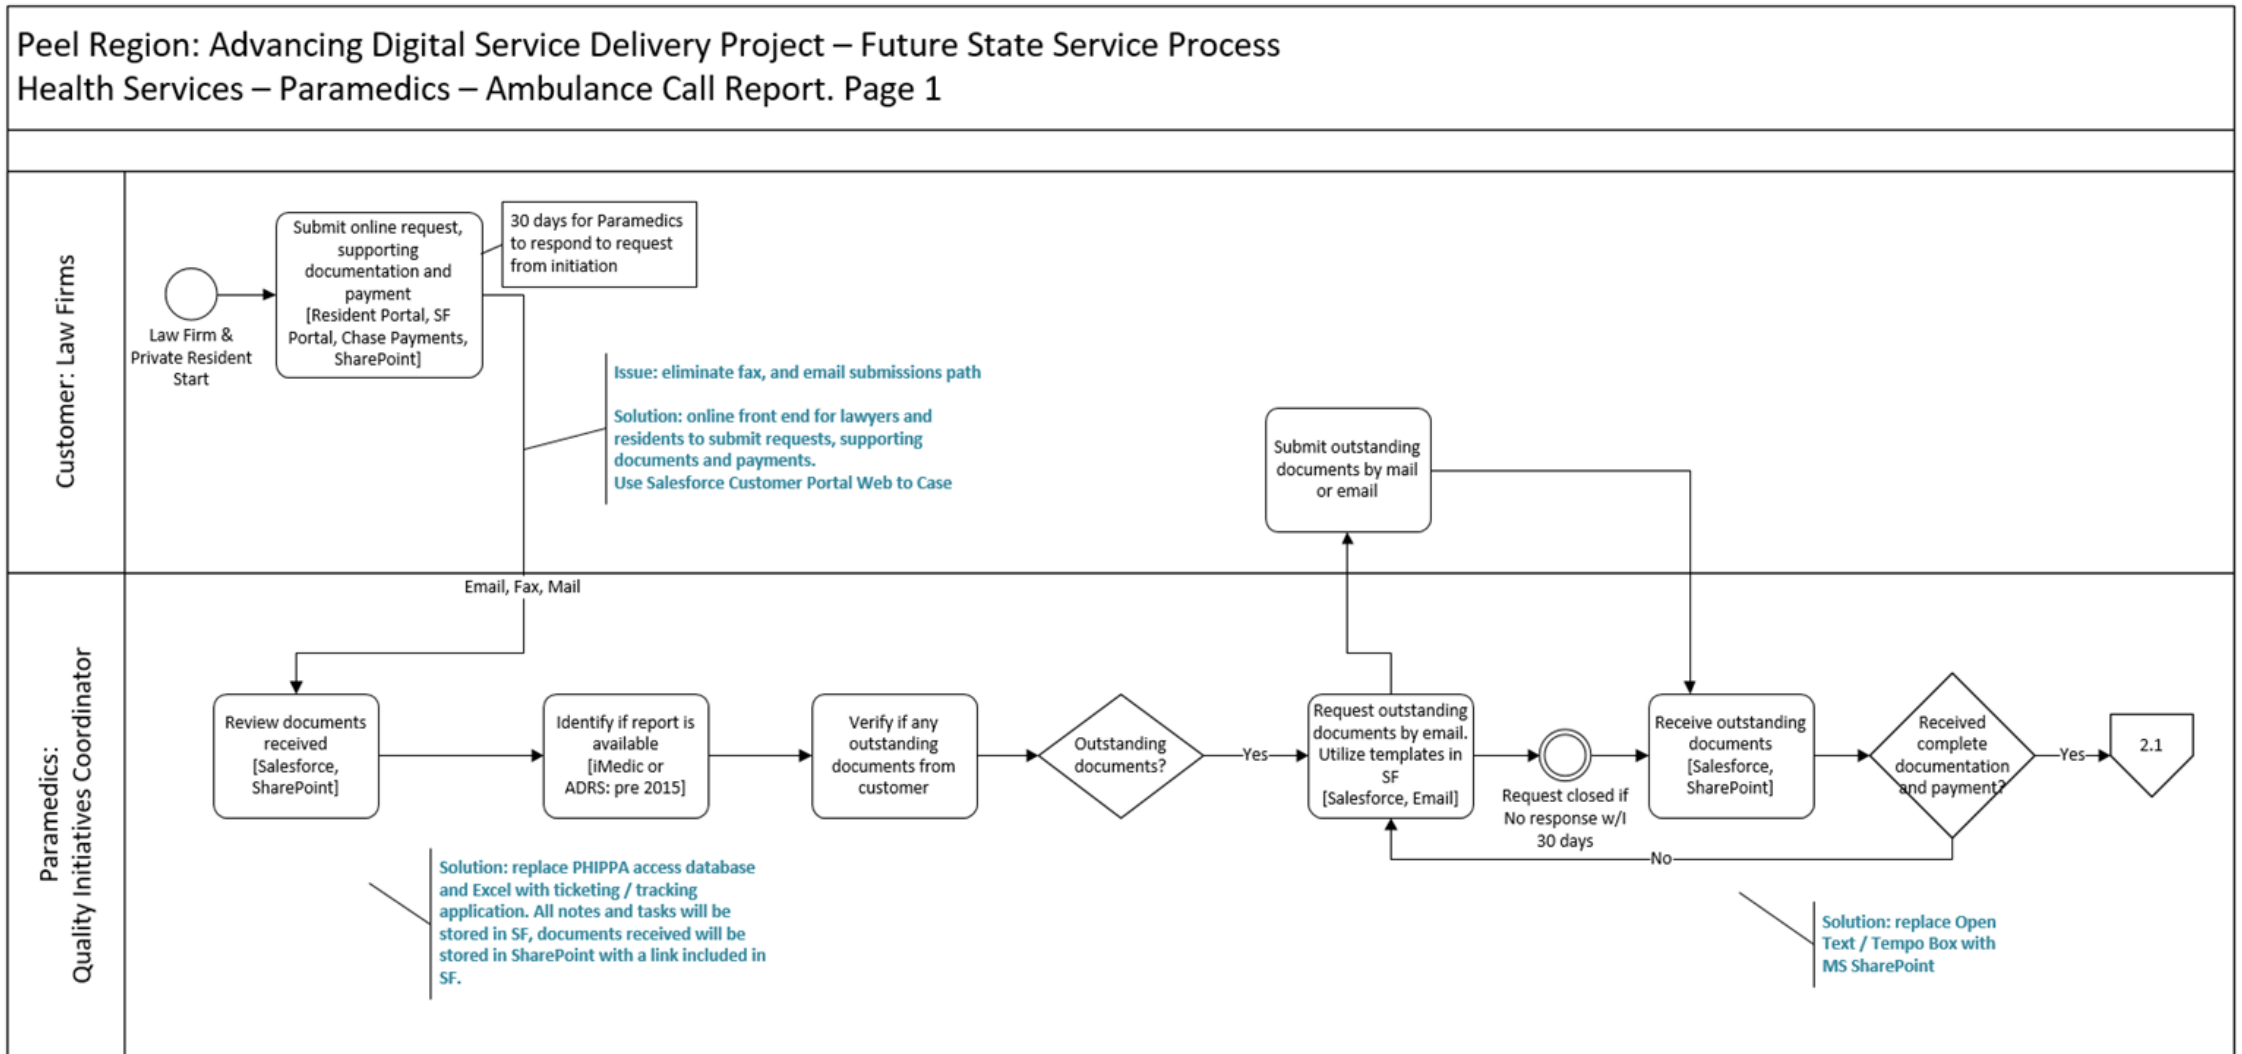 Peel Region: Advancing Digital Service Delivery Project – Future State Service Process
Health Services – Paramedics – Ambulance Call Report. Page 1
Customer: Law Firms
Law Firm &
Private Resident
Start
Submit online request,
supporting
documentation and
payment
[Resident Portal, SF
Portal, Chase Payments,
SharePoint]
30 days for Paramedics
to respond to request
from initiation
Issue: eliminate fax, and email submissions path
Solution: online front end for lawyers and
residents to submit requests, supporting
documents and payments.
Use Salesforce Customer Portal Web to Case
Submit outstanding
documents by mail
or email
Email, Fax, Mail
Paramedics:
Quality Initiatives Coordinator
Review documents
received
[Salesforce,
SharePoint]
Identify if report is
available
[iMedic or
ADRS: pre 2015]
Verify if any
outstanding
documents from
customer
Outstanding
documents?
Yes
Request outstanding
documents by email.
Utilize templates in
SF
[Salesforce, Email]
Request closed if
No response w/I
30 days
Receive outstanding
documents
[Salesforce,
SharePoint]
Received
complete
documentation
and payment?
Yes
2.1
No
Solution: replace PHIPPA access database
and Excel with ticketing / tracking
application. All notes and tasks will be
stored in SF, documents received will be
stored in SharePoint with a link included in
SF.
Solution: replace Open
Text / Tempo Box with
MS SharePoint